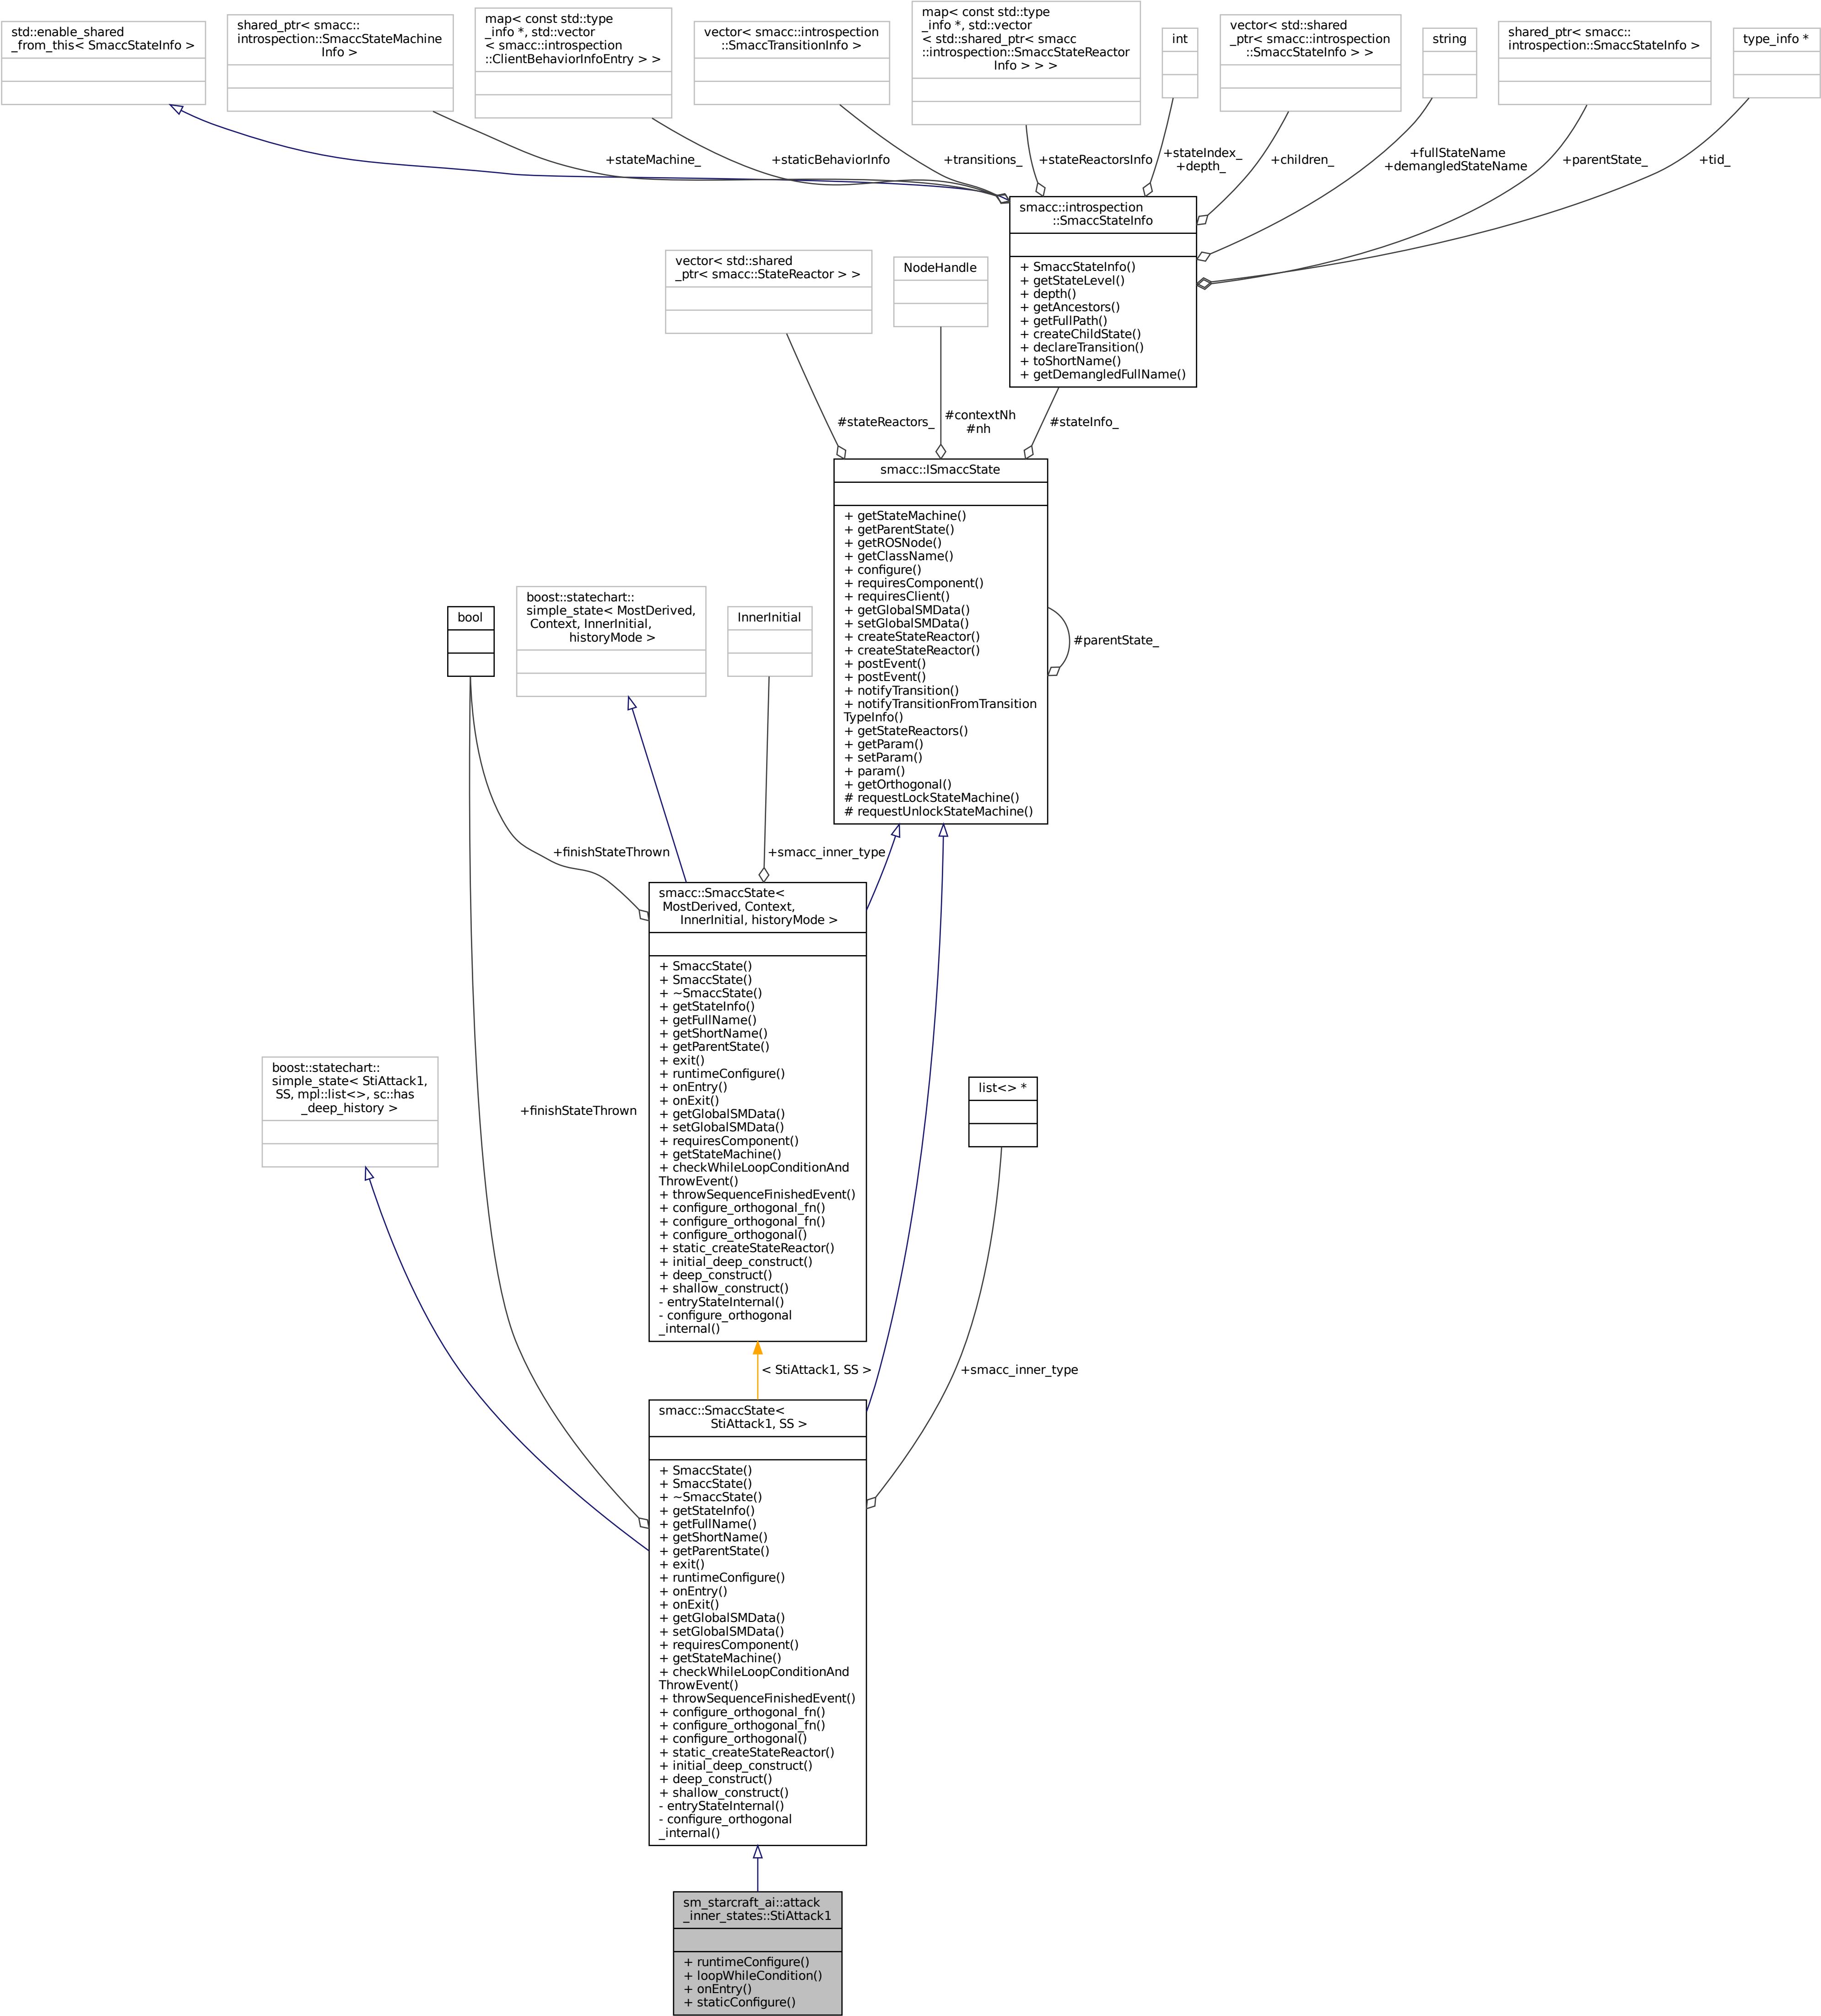 std::enable_shared
_from_this< SmaccStateInfo >
shared_ptr< smacc::
introspection::SmaccStateMachine
Info >
map< const std::type
_info *, std::vector
< smacc::introspection
::ClientBehaviorInfoEntry > >
vector< smacc::introspection
::SmaccTransitionInfo >
map< const std::type
_info *, std::vector
< std::shared_ptr< smacc
::introspection::SmaccStateReactor
Info > > >
int
vector< std::shared
_ptr< smacc::introspection
::SmaccStateInfo > >
string
shared_ptr< smacc::
introspection::SmaccStateInfo >
type_info *
+stateMachine_
+staticBehaviorInfo
+transitions_
+stateReactorsInfo
+stateIndex_
+depth_
+children_
+fullStateName
+demangledStateName
+parentState_
+tid_
smacc::introspection
::SmaccStateInfo
+ SmaccStateInfo()
+ getStateLevel()
+ depth()
+ getAncestors()
+ getFullPath()
+ createChildState()
+ declareTransition()
+ toShortName()
+ getDemangledFullName()
vector< std::shared
_ptr< smacc::StateReactor > >
NodeHandle
#stateReactors_
#contextNh
#nh
#stateInfo_
smacc::ISmaccState
+ getStateMachine()
+ getParentState()
+ getROSNode()
+ getClassName()
+ configure()
+ requiresComponent()
+ requiresClient()
+ getGlobalSMData()
+ setGlobalSMData()
+ createStateReactor()
+ createStateReactor()
+ postEvent()
+ postEvent()
+ notifyTransition()
+ notifyTransitionFromTransition
TypeInfo()
+ getStateReactors()
+ getParam()
+ setParam()
+ param()
+ getOrthogonal()
# requestLockStateMachine()
# requestUnlockStateMachine()
#parentState_
bool
boost::statechart::
simple_state< MostDerived,
Context, InnerInitial,
historyMode >
InnerInitial
+finishStateThrown
+smacc_inner_type
smacc::SmaccState<
MostDerived, Context,
InnerInitial, historyMode >
+ SmaccState()
+ SmaccState()
+ ~SmaccState()
+ getStateInfo()
+ getFullName()
+ getShortName()
+ getParentState()
+ exit()
+ runtimeConfigure()
+ onEntry()
+ onExit()
+ getGlobalSMData()
+ setGlobalSMData()
+ requiresComponent()
+ getStateMachine()
+ checkWhileLoopConditionAnd
ThrowEvent()
+ throwSequenceFinishedEvent()
+ configure_orthogonal_fn()
+ configure_orthogonal_fn()
+ configure_orthogonal()
+ static_createStateReactor()
+ initial_deep_construct()
+ deep_construct()
+ shallow_construct()
- entryStateInternal()
- configure_orthogonal
_internal()
boost::statechart::
simple_state< StiAttack1,
SS, mpl::list<>, sc::has
_deep_history >
+finishStateThrown
list<> *
< StiAttack1, SS >
+smacc_inner_type
smacc::SmaccState<
StiAttack1, SS >
+ SmaccState()
+ SmaccState()
+ ~SmaccState()
+ getStateInfo()
+ getFullName()
+ getShortName()
+ getParentState()
+ exit()
+ runtimeConfigure()
+ onEntry()
+ onExit()
+ getGlobalSMData()
+ setGlobalSMData()
+ requiresComponent()
+ getStateMachine()
+ checkWhileLoopConditionAnd
ThrowEvent()
+ throwSequenceFinishedEvent()
+ configure_orthogonal_fn()
+ configure_orthogonal_fn()
+ configure_orthogonal()
+ static_createStateReactor()
+ initial_deep_construct()
+ deep_construct()
+ shallow_construct()
- entryStateInternal()
- configure_orthogonal
_internal()
sm_starcraft_ai::attack
_inner_states::StiAttack1
+ runtimeConfigure()
+ loopWhileCondition()
+ onEntry()
+ staticConfigure()